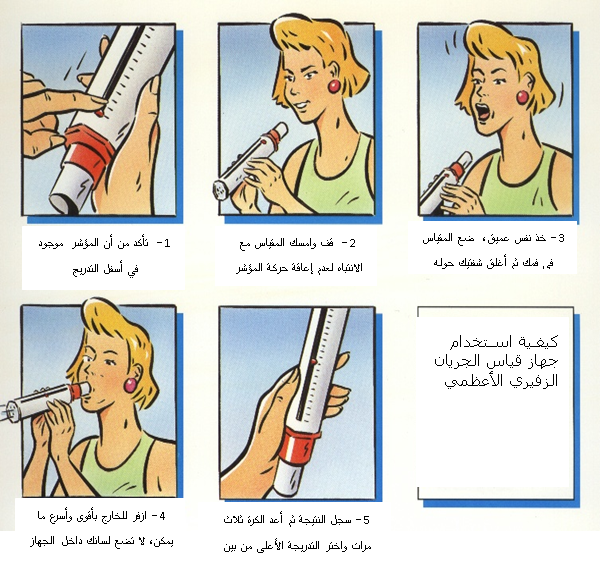 1- تأكد من أن المؤشر موجود
في أسفل التدريج
2- قف وامسك المقياس مع
الانتباه لعدم إعاقة حركة المؤشر
3- خذ نفس عميق، ضع المقياس
في فمك ثم أغلق شفتيك حوله
4- ازفر للخارج بأقوى وأسرع ما
يمكن، لا تضع لسانك داخل الجهاز
5- سجل النتيجة ثم أعد الكرة ثلاث
مرات واختر التدريجة الأعلى من بين
كيفية استخدام
جهاز قياس الجريان
الزفيري الأعظمي